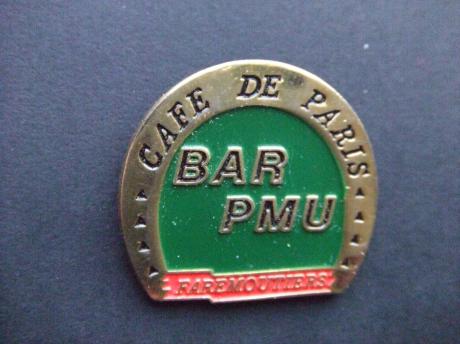 CAFE DE PARIS
BAR
PMU
FAREMOUTIERS